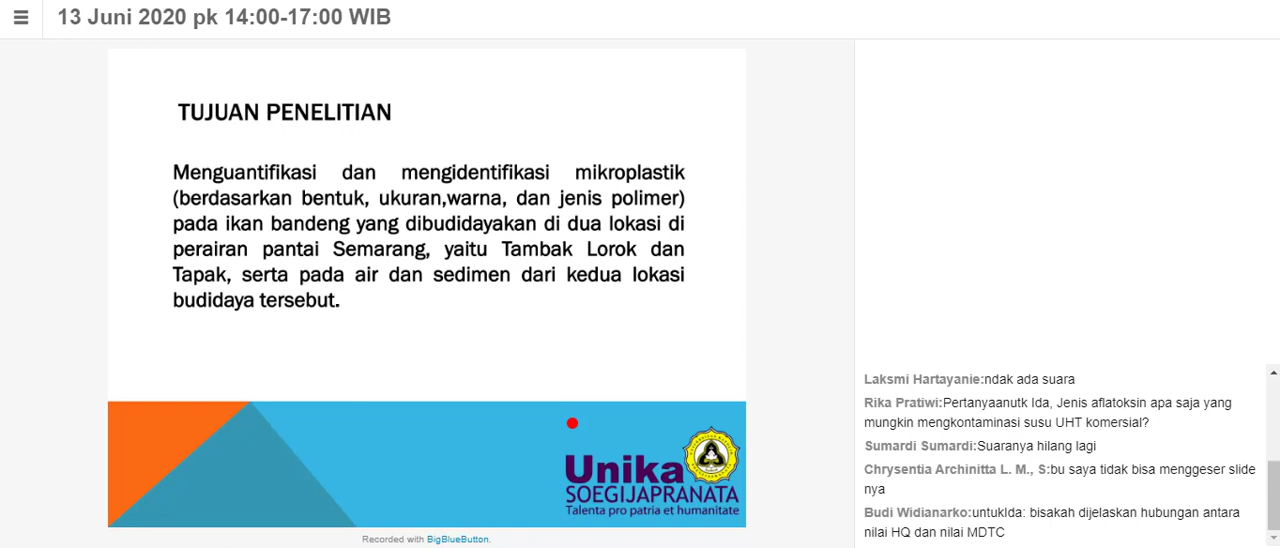 13 Juni 2020 pk 14:00-17:00 WIB
TUJUAN PENELITIAN
Menguantifikasi dan mengidentifikasi mikroplastik
(berdasarkan bentuk, ukuran,warna, dan jenis polimer)
pada ikan bandeng yang dibudidayakan di dua lokasi di
perairan pantai Semarang, yaitu Tambak Lorok dan
Tapak, serta pada air dan sedimen dari kedua lokasi
budidaya tersebut.
Unika
SOEGIJAPRANATA
Talenta pro patria et humanitate
Recorded with BigBlueButton.
Laksmi Hartayanie:ndak ada suara
Rika Pratiwi:Pertanyaanutk Ida, Jenis aflatoksin apa saja yang
mungkin mengkontaminasi susu UHT komersial?
Sumardi Sumardi:Suaranya hilang lagi
Chrysentia Archinitta L. M., S:bu saya tidak bisa menggeser slide
nya
Budi Widianarko:untukIda: bisakah dijelaskan hubungan antara
nilai HQ dan nilai MDTC